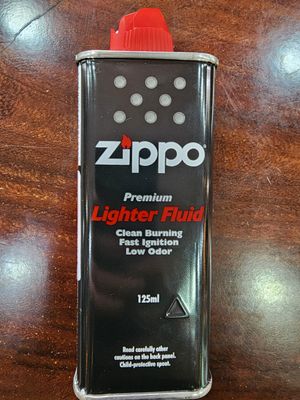 zippo
Premium
Lighter Fluid
Clean Burning
Fast Ignition
Low Odor
125ml
Read carefully other
cautions on the back panel.
Child-protective spout.